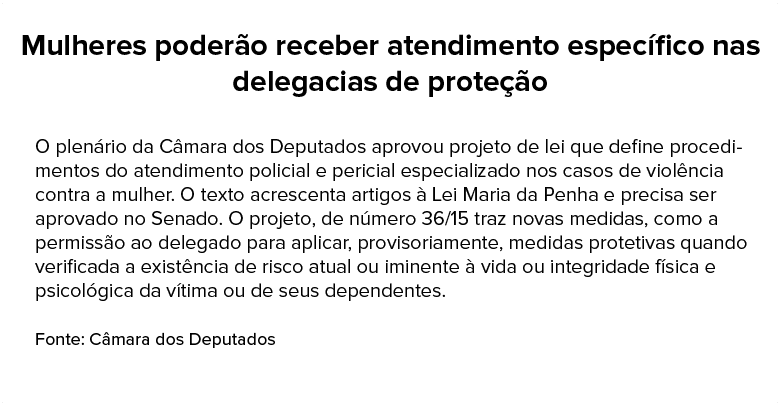 Mulheres poderão receber atendimento específico nas
delegacias de proteção
O plenário da Câmara dos Deputados aprovou projeto de lei que define procedi-
mentos do atendimento policial e pericial especializado nos casos de violência
contra a mulher. O texto acrescenta artigos à Lei Maria da Penha e precisa ser
aprovado no Senado. O projeto, de número 36/15 traz novas medidas, como a
permissão ao delegado para aplicar, provisoriamente, medidas protetivas quando
verificada a existência de risco atual ou iminente à vida ou integridade física e
psicológica da vítima ou de seus dependentes.
Fonte: Câmara dos Deputados